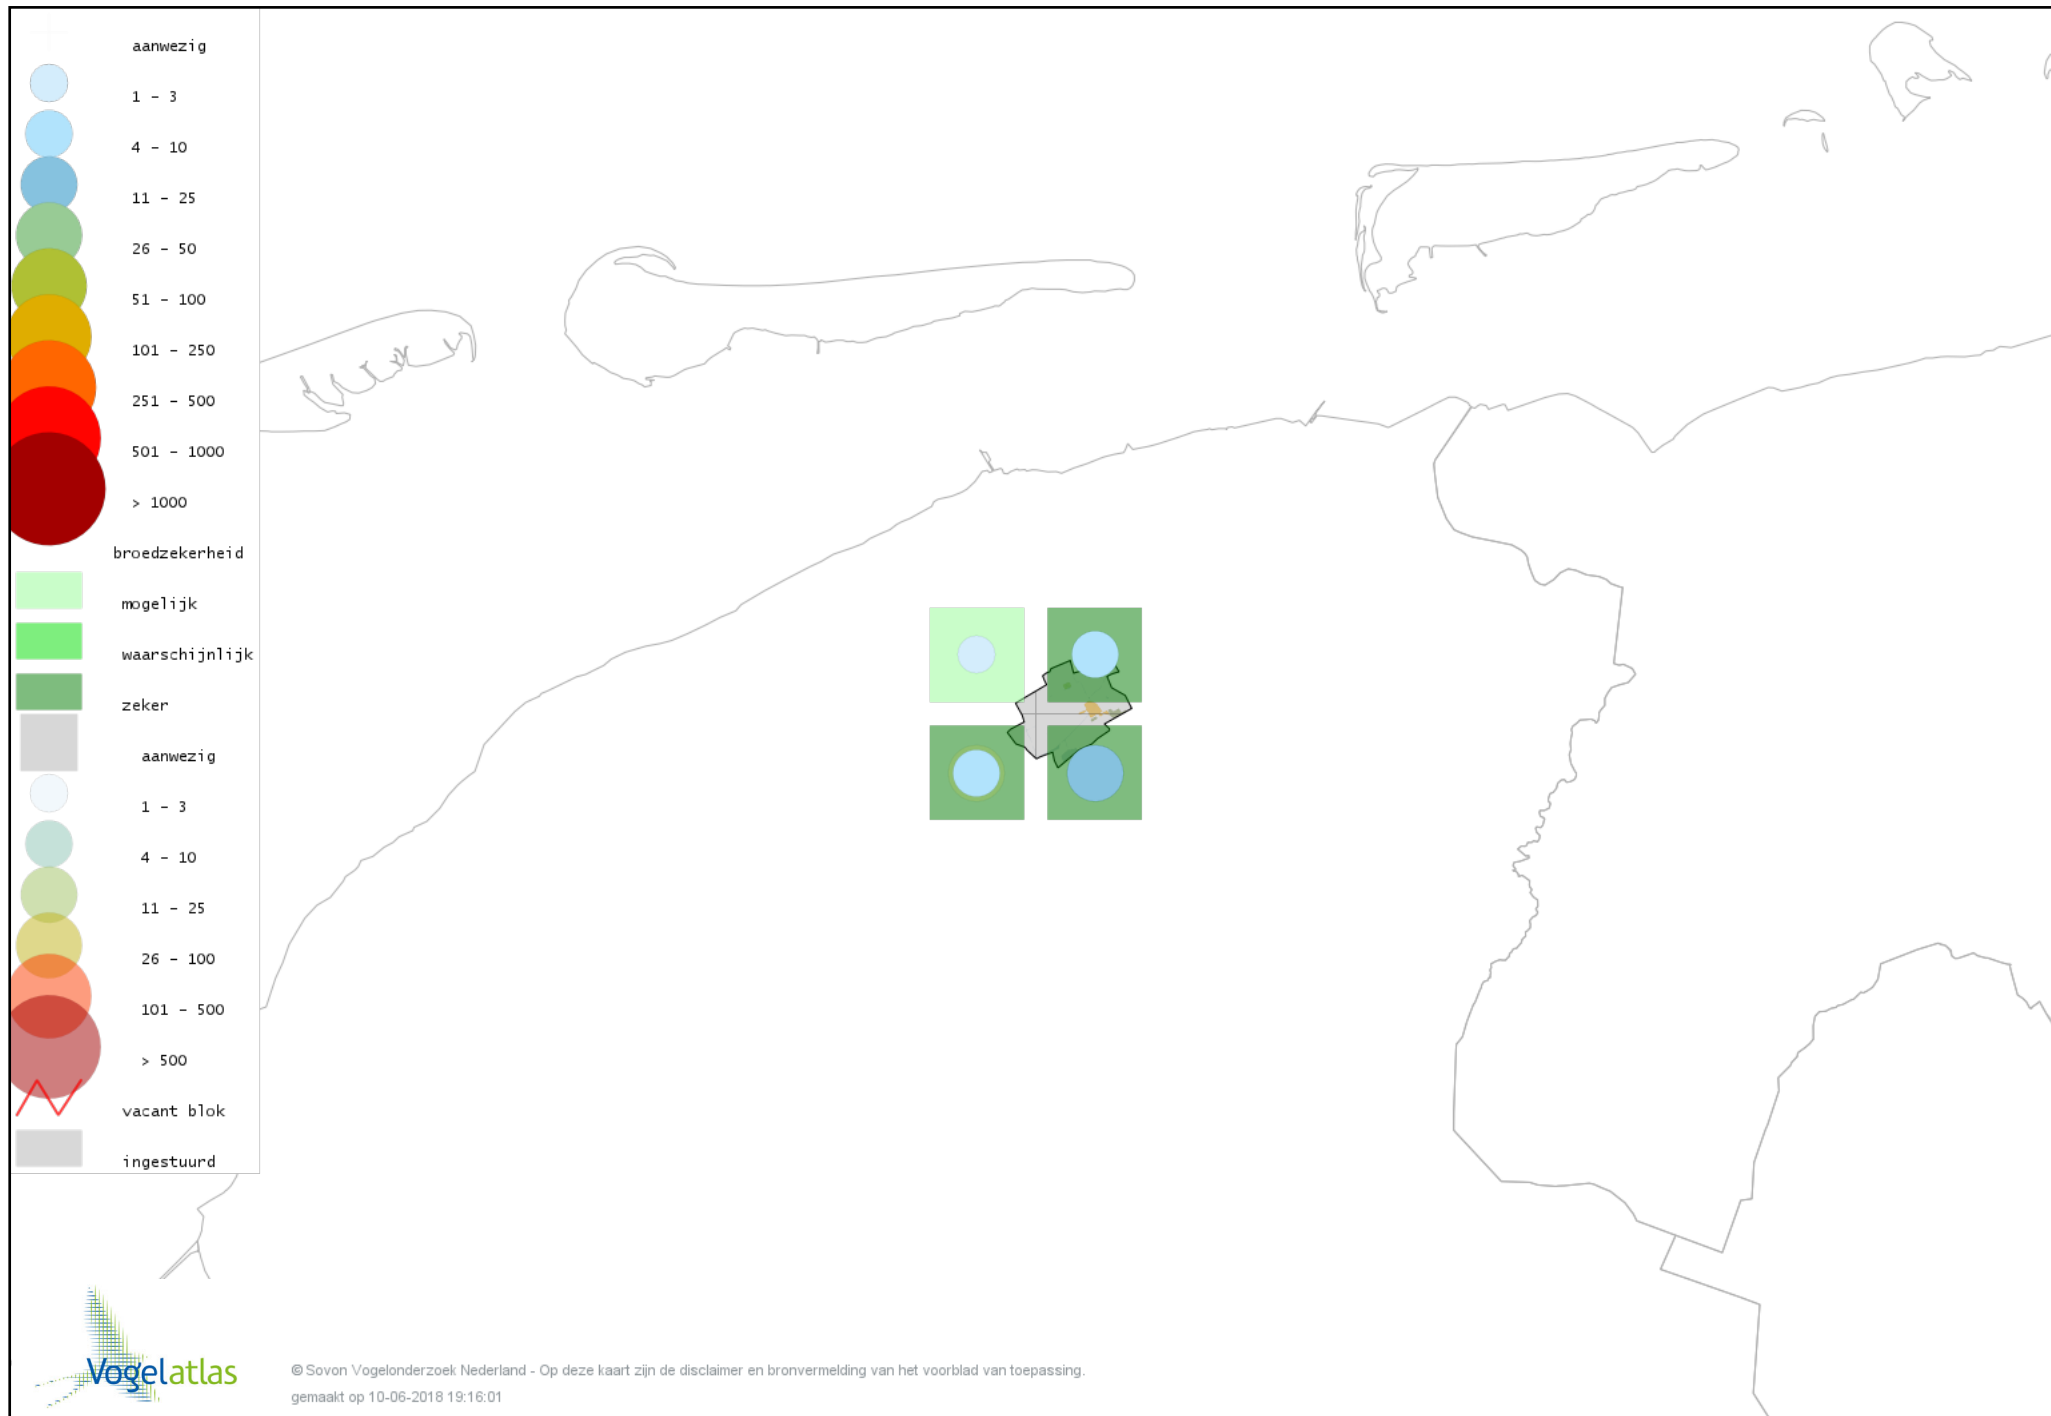 aanwezig
1 - 3
4 - 10
11 - 25
26 - 50
51 - 100
101 - 250
251 - 500
501 - 1000
> 1000
broedzekerheid
mogelijk
waarschijnlijk
zeker
aanwezig
1 - 3
4 - 10
11 - 25
26 - 100
101 - 500
> 500
vacant blok
ingestuurd
Vogelatlas
© Sovon Vogelonderzoek Nederland - Op deze kaart zijn de disclaimer en bronvermelding van het voorblad van toepassing.
gemaakt op 10-06-2018 19:16:01